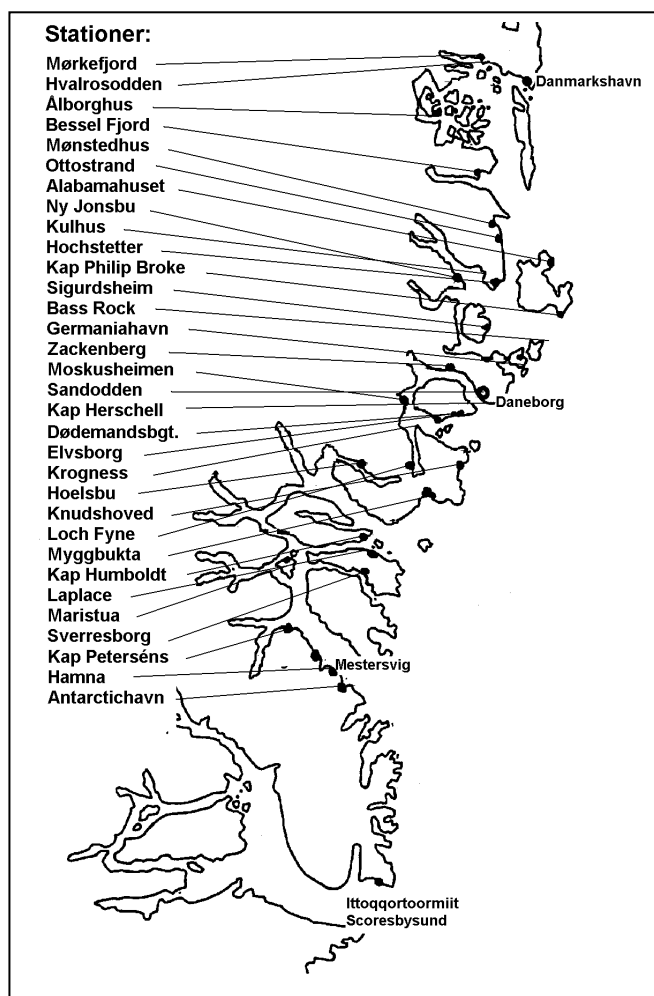 Stationer:
Mørkefjord
Hvalrosodden
Ålborghus
Bessel Fjord
Mønstedhus
Ottostrand
Alabamahuset
Ny Jonsbu
Kulhus
Hochstetter
Kap Philip Broke
Sigurdsheim
Bass Rock
Germaniahavn
Zackenberg
Moskusheimen
Sandodden
Kap Herschell
Dødemandsbgt.
Elvsborg
Krogness
Hoelsbu
Knudshoved
Loch Fyne
Myggbukta
Kap Humboldt
Laplace
Maristua
Sverresborg
Kap Peterséns
Hamna
Antarctichavn
Danmarkshavn
Daneborg
Mestersvig
Ittoqqortoormiit
Scoresbysund